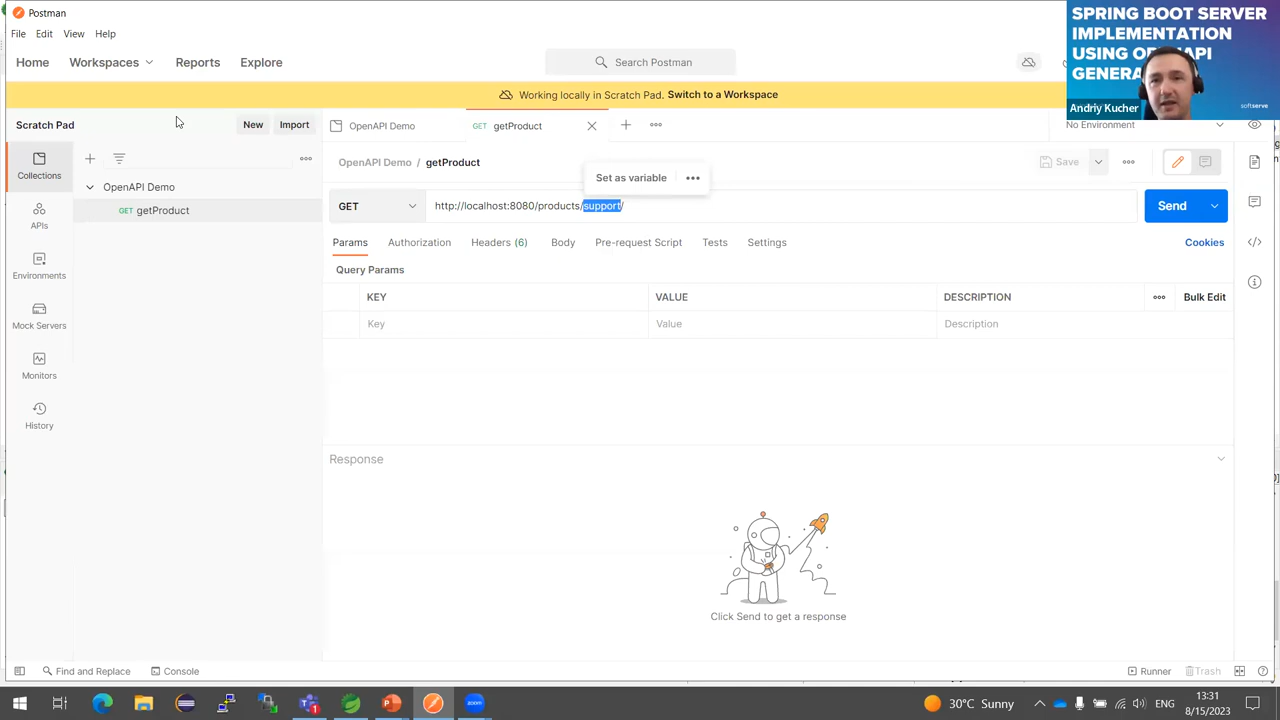 Postman
File Edit View Help
Home Workspaces Reports Explore
Search Postman
Working locally in Scratch Pad. Switch to a Workspace
Scratch Pad
New Import
OpenAPI Demo
GET getProduct
No Environment
Collections
OpenAPI Demo
GET getProduct
APIs
Environments
Mock Servers
Monitors
History
OpenAPI Demo / getProduct
Save
Set as variable
GET
http://localhost:8080/products/support/
Send
Params Authorization Headers (6) Body Pre-request Script Tests Settings
Cookies
Query Params
KEY VALUE DESCRIPTION
Bulk Edit
Key Value Description
Response
Click Send to get a response
Find and Replace Console
Runner Trash
30°C Sunny
ENG
13:31
8/15/2023
SPRING BOOT SERVER
IMPLEMENTATION
USING
Andriy Kucher
softserve